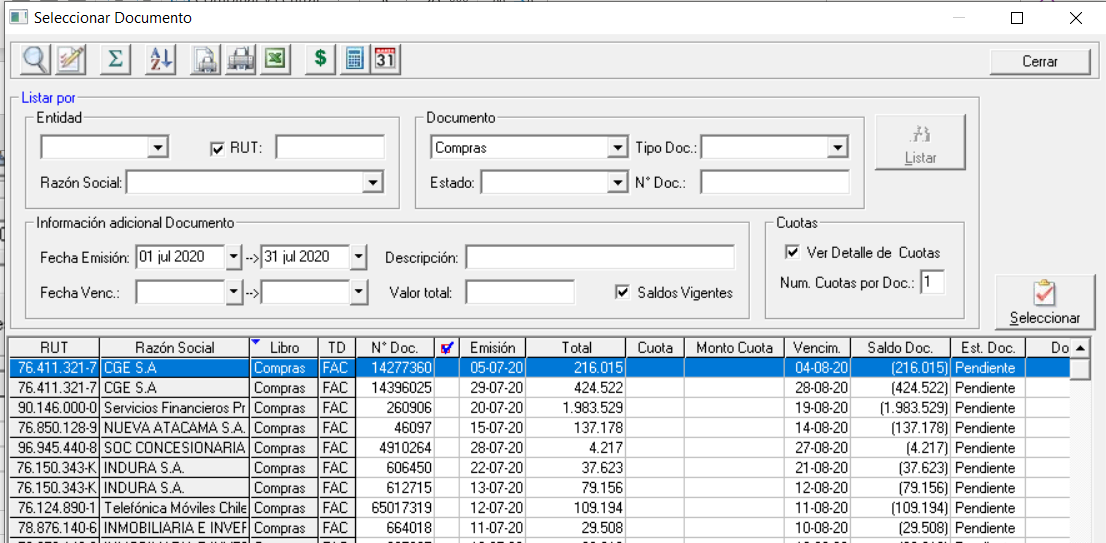 Seleccionar Documento
31
Cerrar
Listar por
Entidad
RUT:
Razón Social:
Documento
Compras
Tipo Doc.:
Estado:
N° Doc.:
Listar
Información adicional Documento
Fecha Emisión: 01 jul 2020 --> 31 jul 2020 Descripción:
Fecha Venc.: --> Valor total: Saldos Vigentes
Cuotas
Ver Detalle de Cuotas
Num. Cuotas por Doc.: 1
Seleccionar
RUT Razón Social Libro TD N° Doc. Emisión Total Cuota Monto Cuota Vencim. Saldo Doc. Est. Doc. Do
76.411.321-7 CGE S.A Compras FAC 14277360 05-07-20 216.015 04-08-20 (216.015) Pendiente
76.411.321-7 CGE S.A Compras FAC 14396025 29-07-20 424.522 28-08-20 (424.522) Pendiente
90.146.000-0 Servicios Financieros Pr Compras FAC 260906 20-07-20 1.983.529 19-08-20 (1.983.529) Pendiente
76.850.128-9 NUEVA ATACAMA S.A. Compras FAC 46097 15-07-20 137.178 14-08-20 (137.178) Pendiente
96.945.440-8 SOC CONCESIONARIA Compras FAC 4910264 28-07-20 4.217 27-08-20 (4.217) Pendiente
76.150.343-K INDURA S.A. Compras FAC 606450 22-07-20 37.623 21-08-20 (37.623) Pendiente
76.150.343-K INDURA S.A. Compras FAC 612715 13-07-20 79.156 12-08-20 (79.156) Pendiente
76.124.890-1 Telefónica Móviles Chile Compras FAC 65017319 12-07-20 109.194 11-08-20 (109.194) Pendiente
78.876.140-6 INMOBILIARIA E INVER Compras FAC 664018 11-07-20 29.508 10-08-20 (29.508) Pendiente